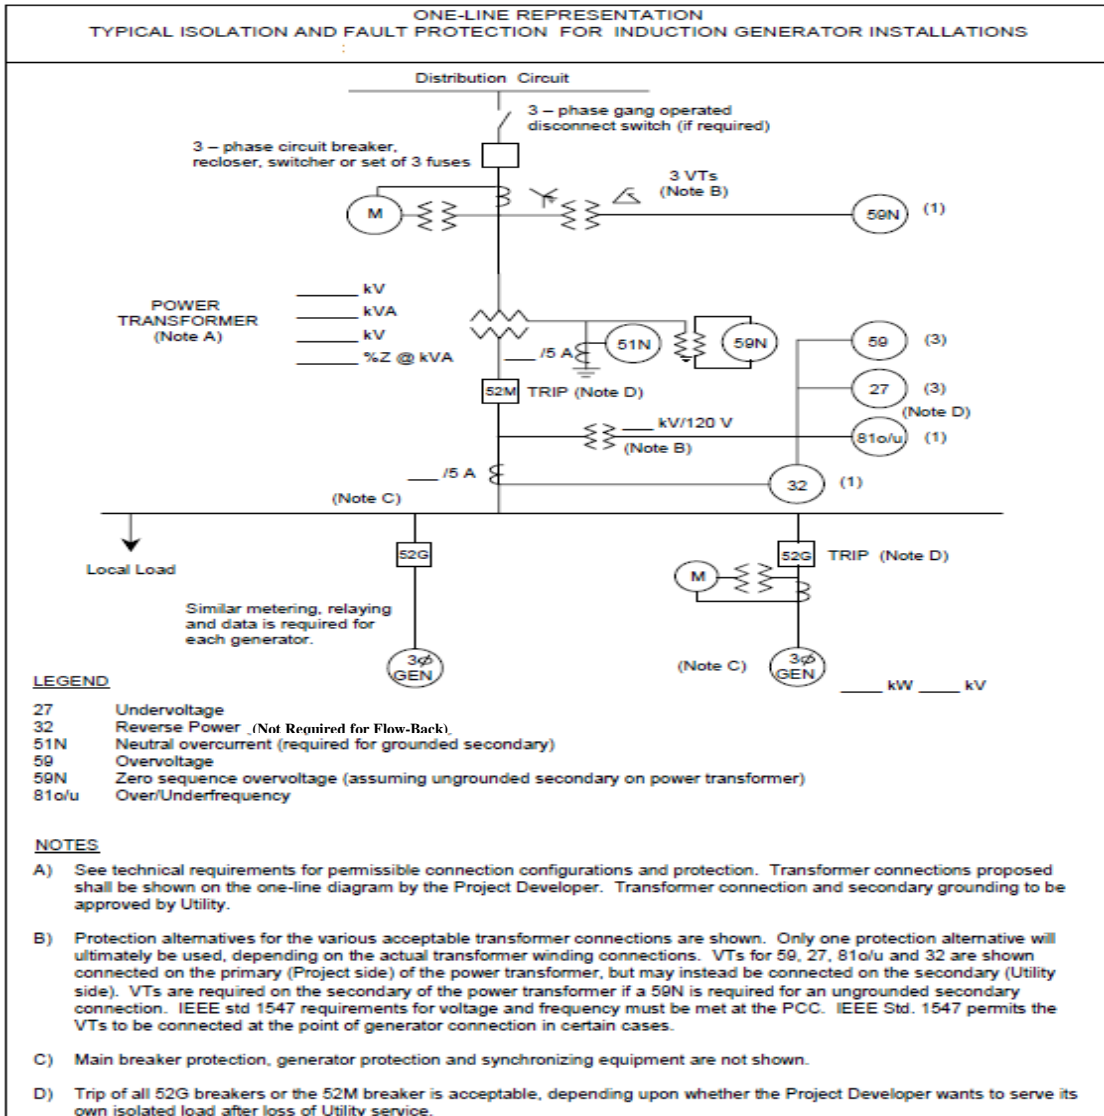 ONE-LINE REPRESENTATION
TYPICAL ISOLATION AND FAULT PROTECTION FOR INDUCTION GENERATOR INSTALLATIONS
:
Distribution Circuit
3 – phase gang operated
disconnect switch (if required)
3 – phase circuit breaker,
recloser, switcher or set of 3 fuses
3 VTs
(Note B)
M
59N
(1)
POWER
TRANSFORMER
(Note A)
____ kV
____ kVA
____ kV
____ %Z @ kVA
___ /5 A
51N
59N
59
(3)
52M
TRIP (Note D)
27
(3)
(Note D)
___ kV/120 V
(Note B)
81o/u
(1)
___ /5 A
32
(1)
(Note C)
Local Load
52G
52G
TRIP (Note D)
M
Similar metering, relaying
and data is required for
each generator.
3ϕ
GEN
(Note C)
3ϕ
GEN
____ kW ____ kV
LEGEND
27 Undervoltage
32 Reverse Power (Not Required for Flow-Back)
51N Neutral overcurrent (required for grounded secondary)
59 Overvoltage
59N Zero sequence overvoltage (assuming ungrounded secondary on power transformer)
81o/u Over/Underfrequency
NOTES
A) See technical requirements for permissible connection configurations and protection. Transformer connections proposed
shall be shown on the one-line diagram by the Project Developer. Transformer connection and secondary grounding to be
approved by Utility.
B) Protection alternatives for the various acceptable transformer connections are shown. Only one protection alternative will
ultimately be used, depending on the actual transformer winding connections. VTs for 59, 27, 81o/u and 32 are shown
connected on the primary (Project side) of the power transformer, but may instead be connected on the secondary (Utility
side). VTs are required on the secondary of the power transformer if a 59N is required for an ungrounded secondary
connection. IEEE std 1547 requirements for voltage and frequency must be met at the PCC. IEEE Std. 1547 permits the
VTs to be connected at the point of generator connection in certain cases.
C) Main breaker protection, generator protection and synchronizing equipment are not shown.
D) Trip of all 52G breakers or the 52M breaker is acceptable, depending upon whether the Project Developer wants to serve its
own isolated load after loss of Utility service.